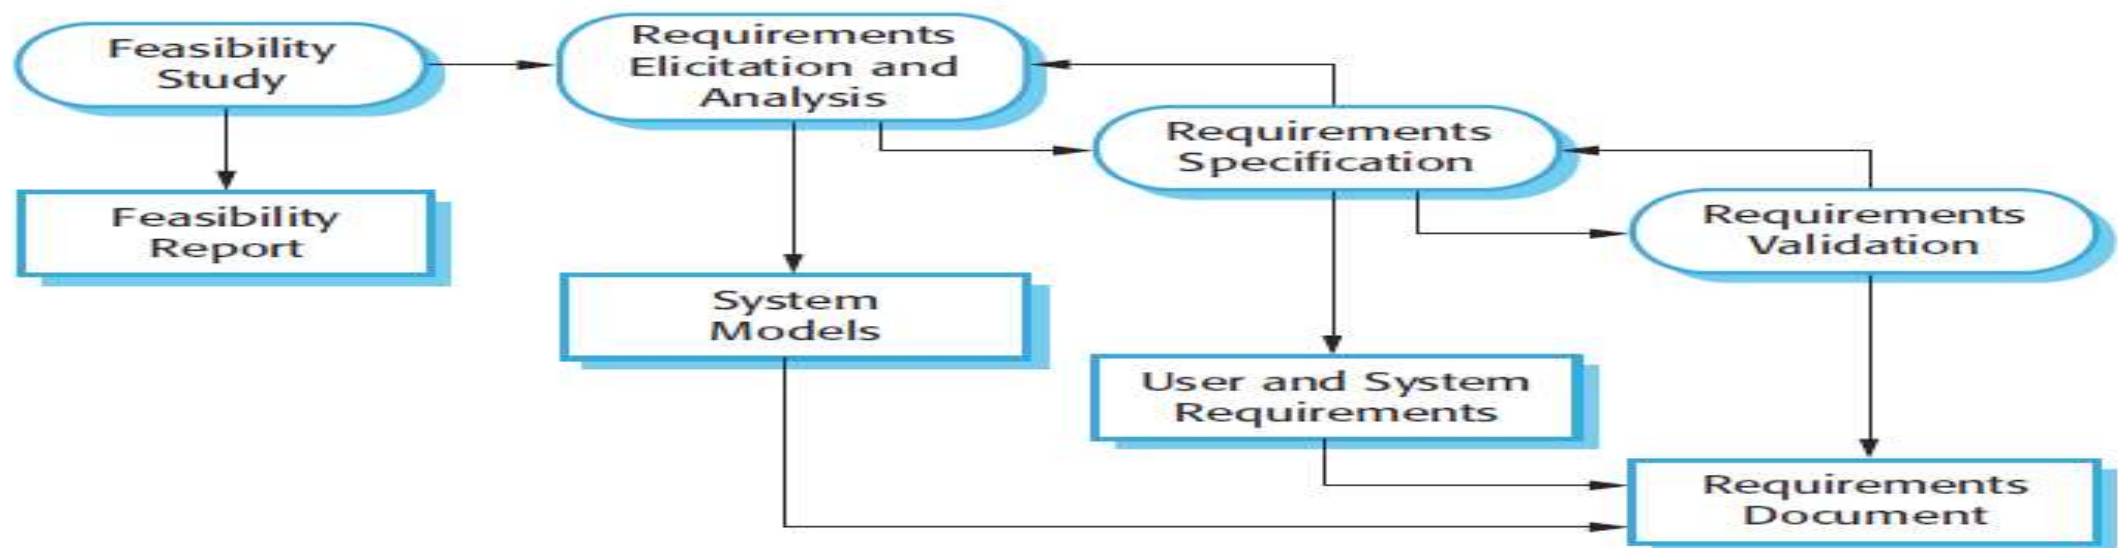 Feasibility
Study
Requirements
Elicitation and
Analysis
Requirements
Specification
Requirements
Validation
Feasibility
Report
System
Models
User and System
Requirements
Requirements
Document